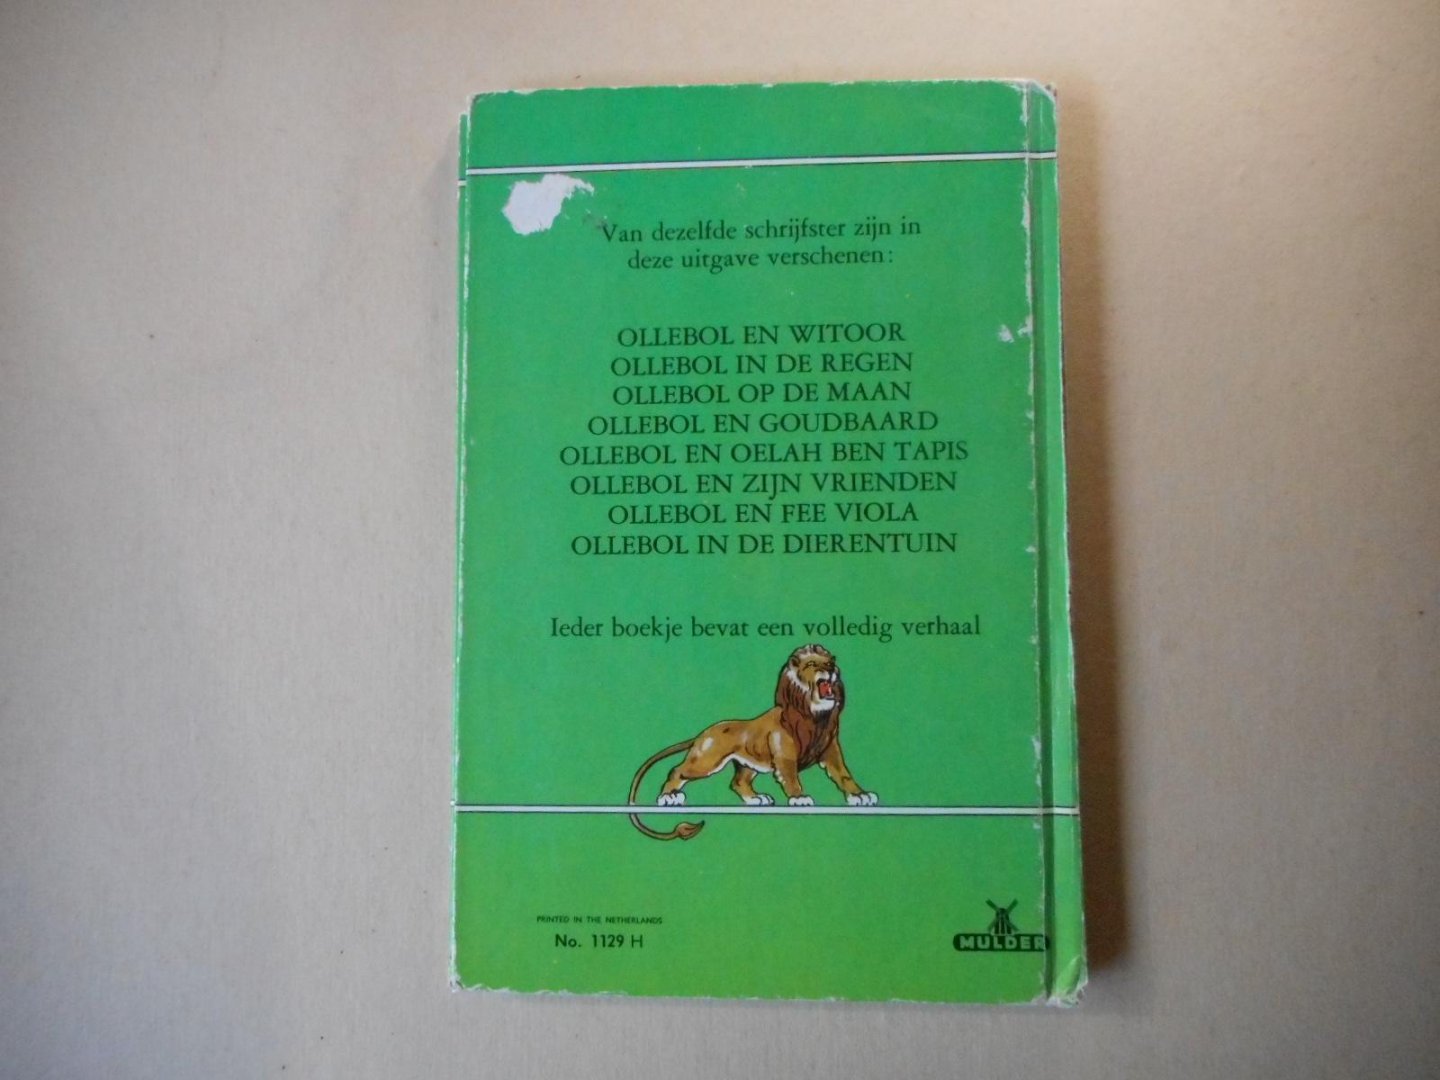 Van dezelfde schrijfster zijn in
deze uitgave verschenen:
OLLEBOL EN WITOOR
OLLEBOL IN DE REGEN
OLLEBOL OP DE MAAN
OLLEBOL EN GOUDBAARD
OLLEBOL EN OELAH BEN TAPIS
OLLEBOL EN ZIJN VRIENDEN
OLLEBOL EN FEE VIOLA
OLLEBOL IN DE DIERENTUIN
Ieder boekje bevat een volledig verhaal
PRINTED IN THE NETHERLANDS
No. 1129 H
MULDER